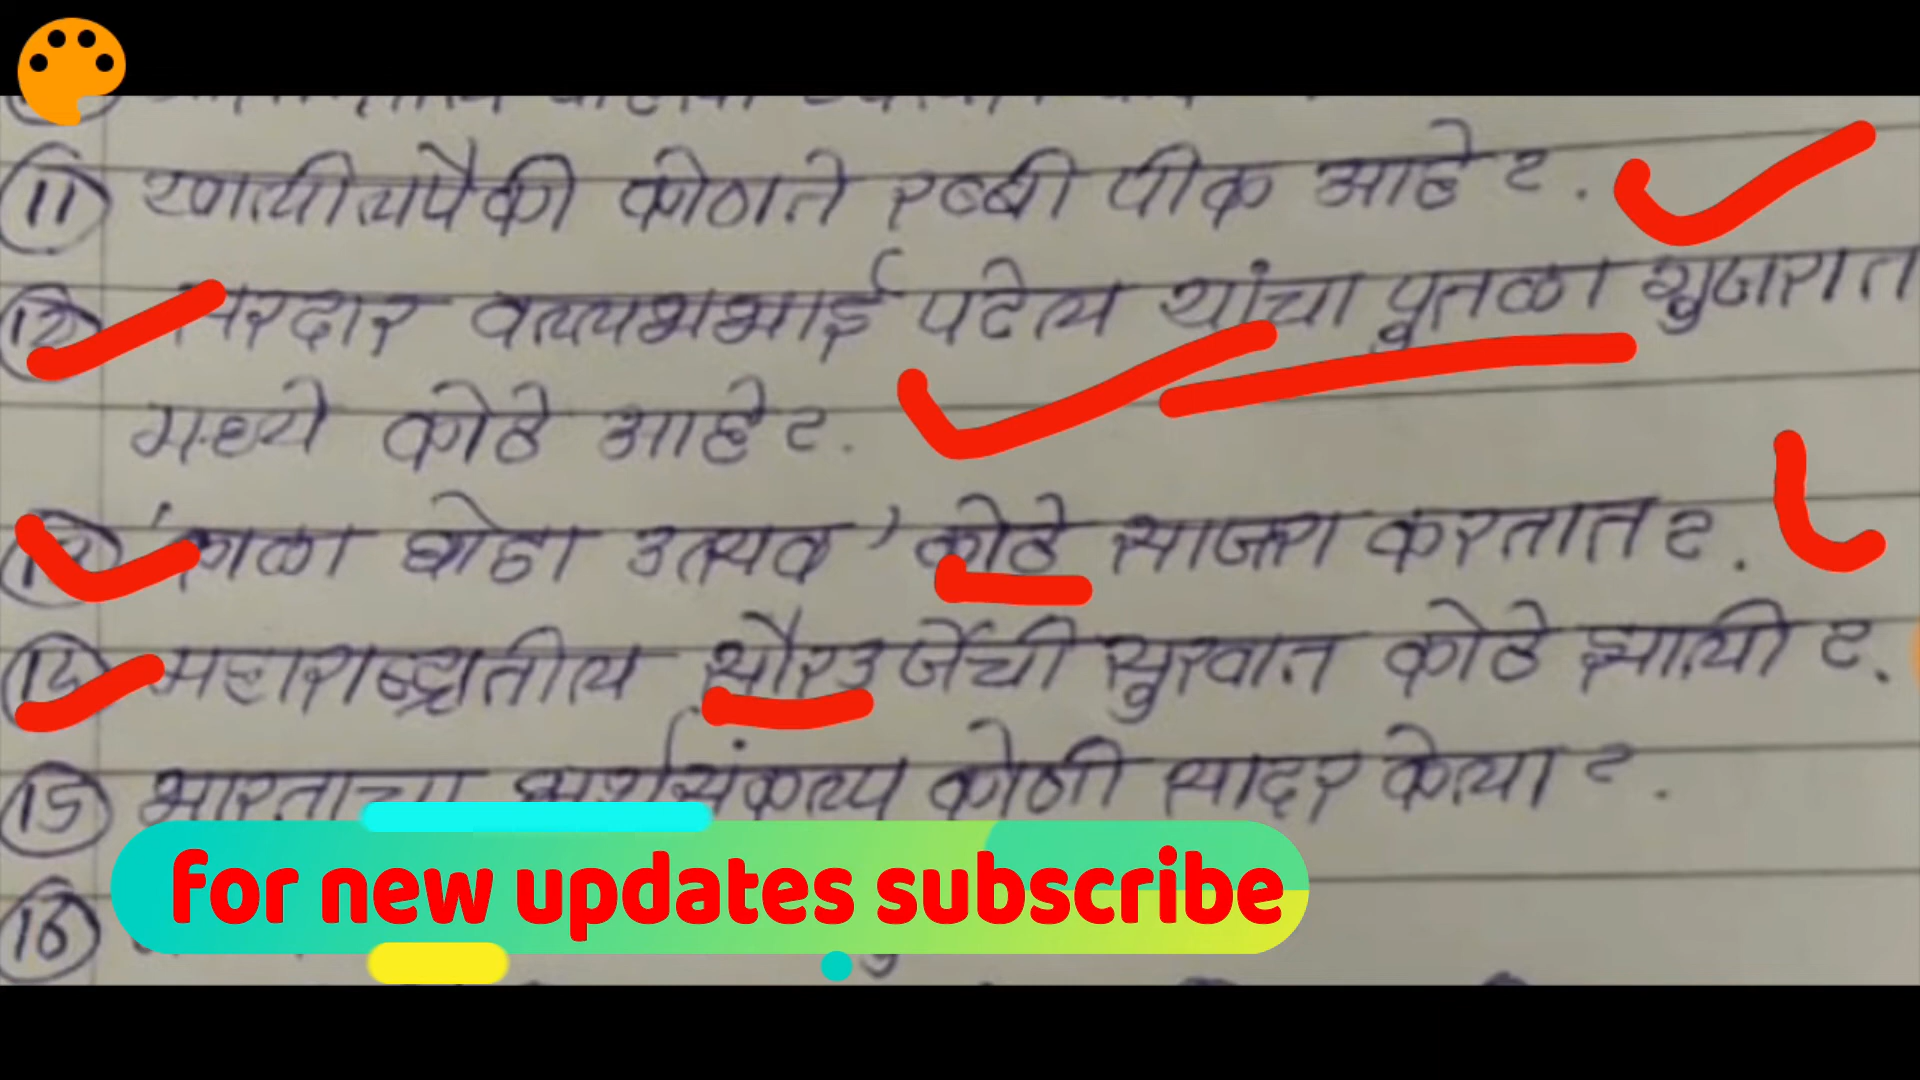 11 खालीलपैकी कोणते रब्बी पीक आहे?.
12 सरदार वल्लभभाई पटेल यांचा पुतळा गुजरात
मध्ये कोठे आहे?.
'काळा घोडा उत्सव' कोठे साजरा करतात?.
14 महाराष्ट्रातील सौरउर्जेची सुरवात कोठे झाली?.
15 भारताचा अर्थसंकल्प कोणी सादर केला?.
for new updates subscribe
16